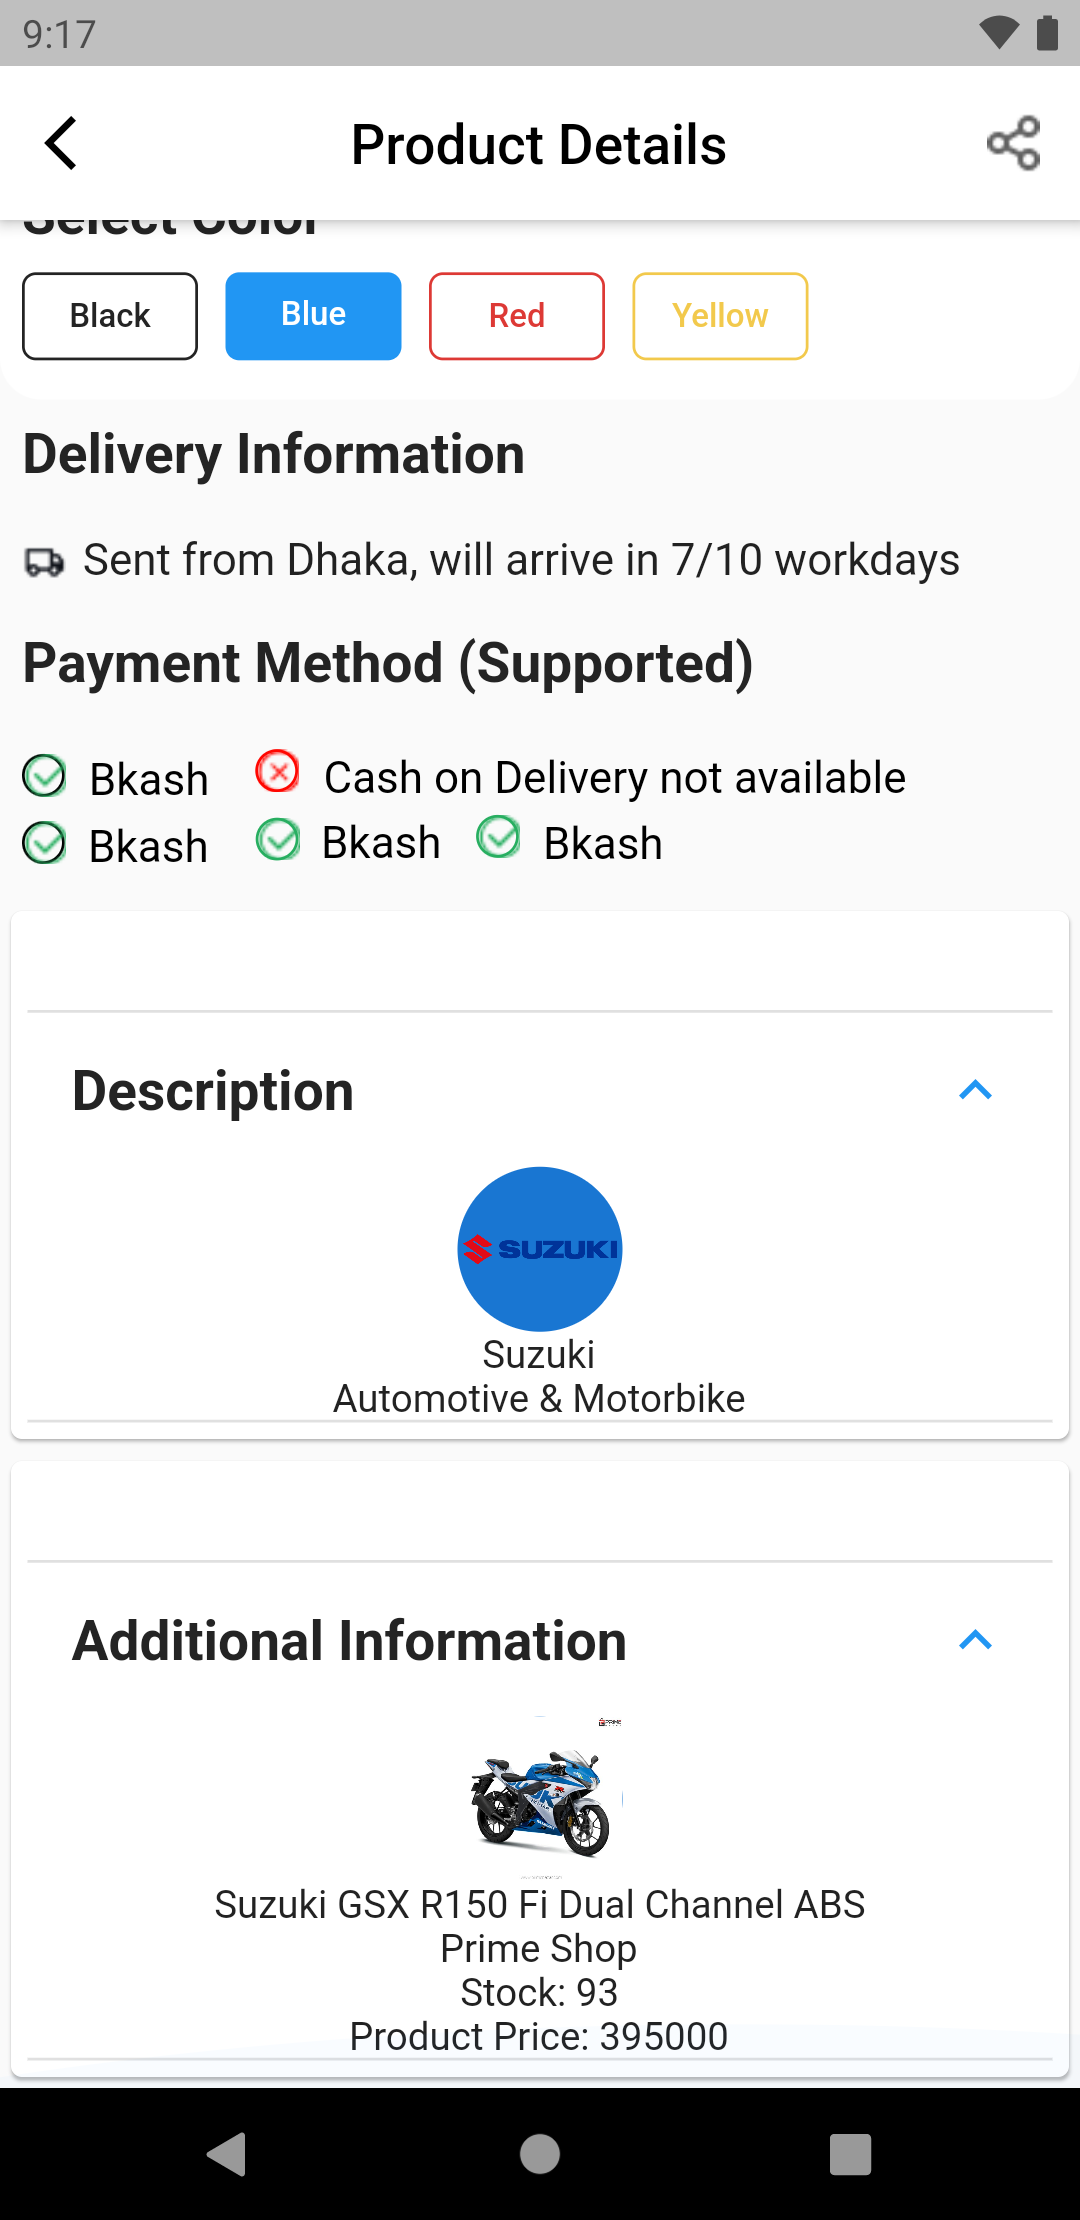 9:17
Product Details
Select Color
Black Blue Red Yellow
Delivery Information
Sent from Dhaka, will arrive in 7/10 workdays
Payment Method (Supported)
Bkash Cash on Delivery not available
Bkash Bkash Bkash
Description
SUZUKI
Suzuki
Automotive & Motorbike
Additional Information
PRIME
Suzuki GSX R150 Fi Dual Channel ABS
Prime Shop
Stock: 93
Product Price: 395000